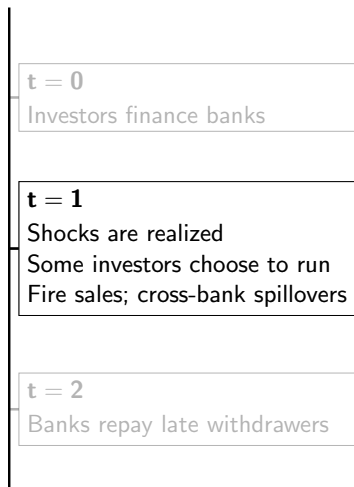 t = 0
Investors finance banks
t = 1
Shocks are realized
Some investors choose to run
Fire sales; cross-bank spillovers
t = 2
Banks repay late withdrawers